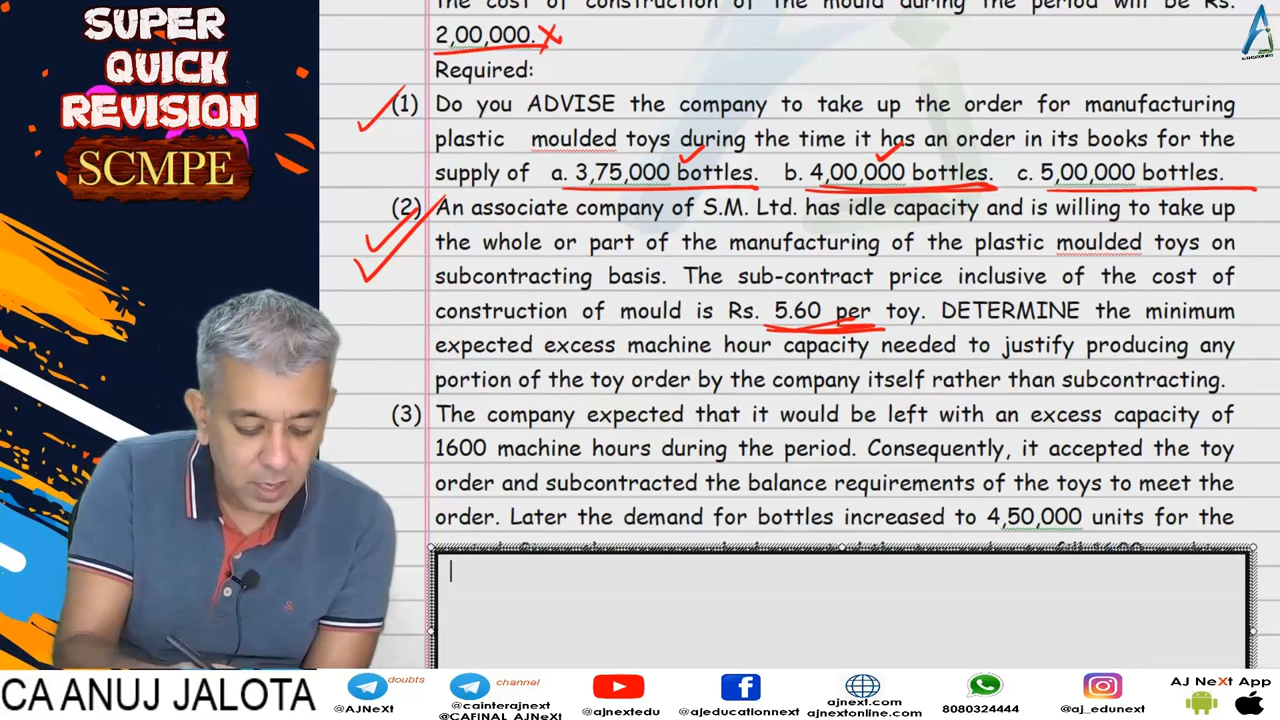 SUPER
QUICK
REVISION
SCMPE
the cost of construction of the mould during the period will be Rs.
2,00,000.
Required:
(1) Do you ADVISE the company to take up the order for manufacturing
plastic moulded toys during the time it has an order in its books for the
supply of a. 3,75,000 bottles. b. 4,00,000 bottles. c. 5,00,000 bottles.
(2) An associate company of S.M. Ltd. has idle capacity and is willing to take up
the whole or part of the manufacturing of the plastic moulded toys on
subcontracting basis. The sub-contract price inclusive of the cost of
construction of mould is Rs. 5.60 per toy. DETERMINE the minimum
expected excess machine hour capacity needed to justify producing any
portion of the toy order by the company itself rather than subcontracting.
(3) The company expected that it would be left with an excess capacity of
1600 machine hours during the period. Consequently, it accepted the toy
order and subcontracted the balance requirements of the toys to meet the
order. Later the demand for bottles increased to 4,50,000 units for the
CA ANUJ JALOTA
doubts
@AJNeXt
channel
@cainterajnext
@CAFINAL_AJNeXt
@ajnextedu
@ajeducationnext
ajnext.com
ajnextonline.com
8080324444
@aj_edunext
AJ NeXt App